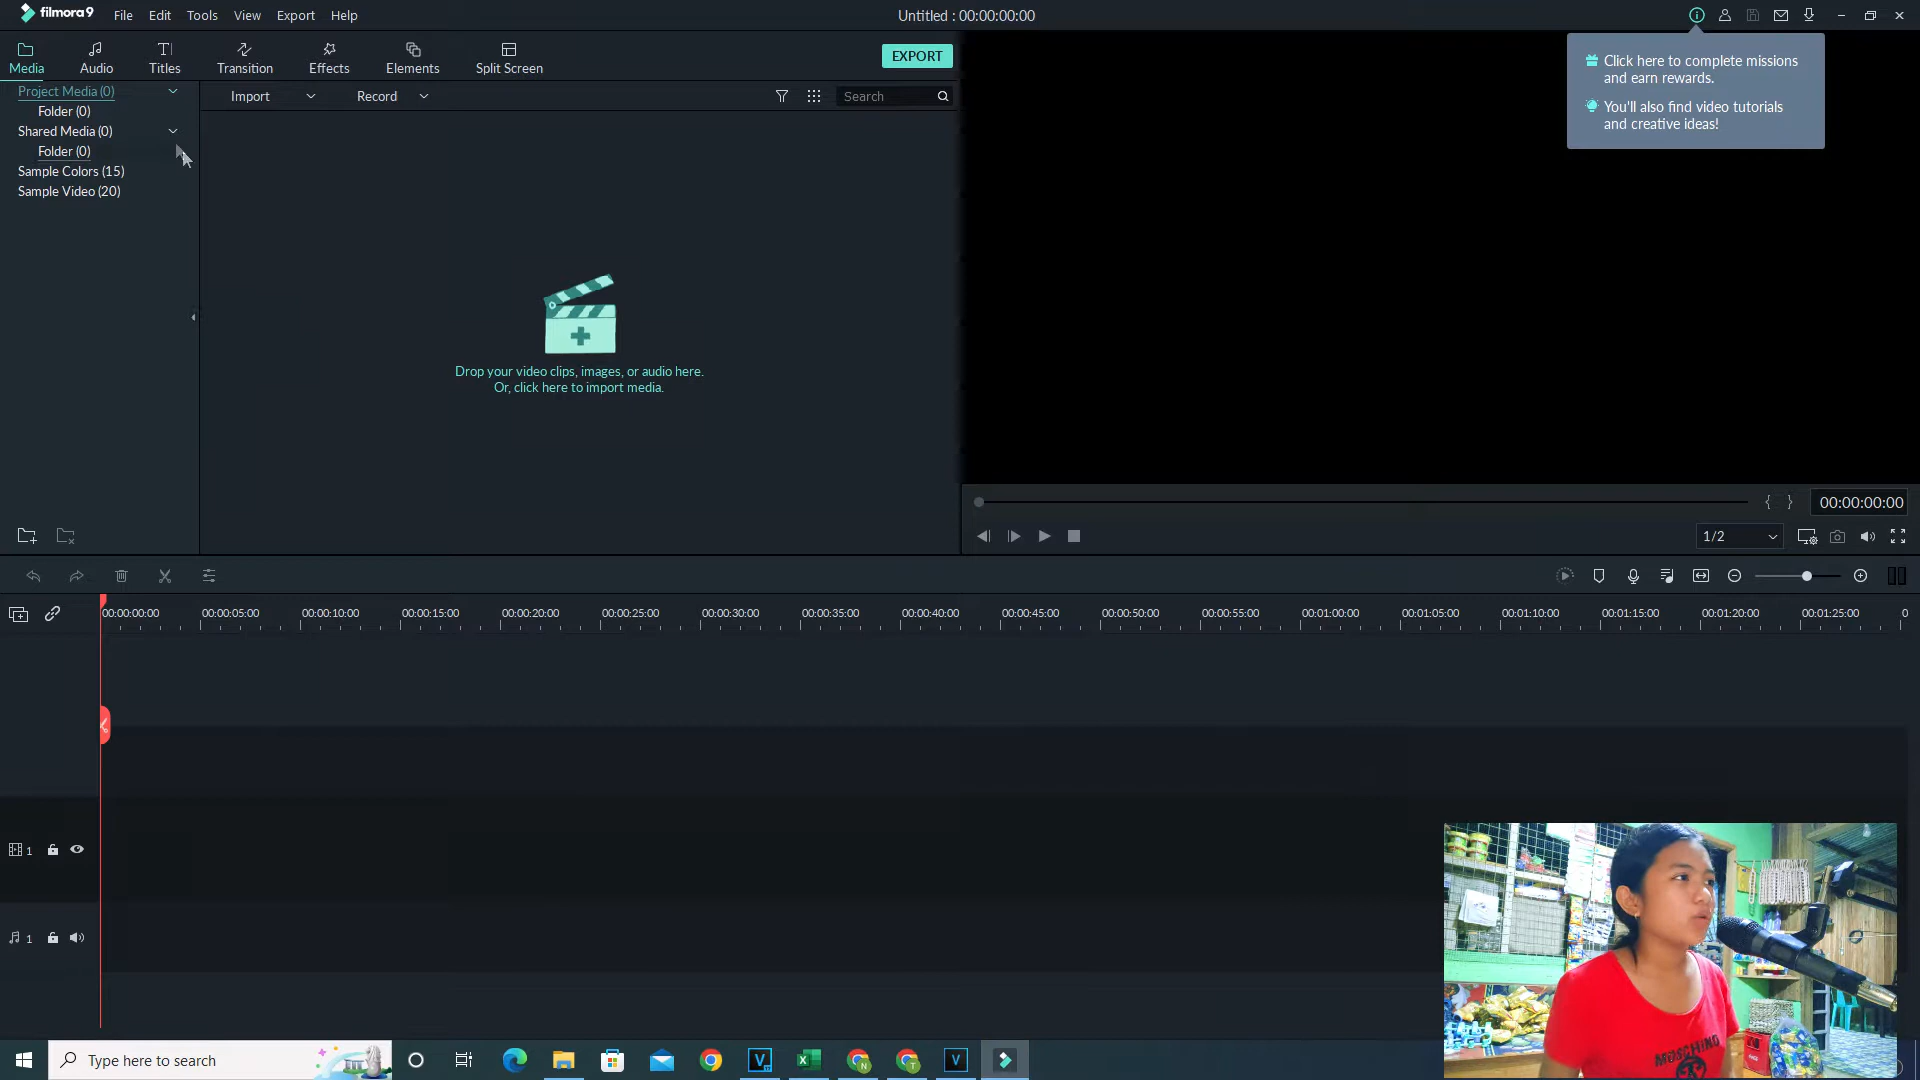 filmora9 File Edit Tools View Export Help Untitled : 00:00:00:00
Media Audio Titles Transition Effects Elements Split Screen EXPORT
Click here to complete missions
and earn rewards.
You'll also find video tutorials
and creative ideas!
Project Media (0)
Folder (0)
Shared Media (0)
Folder (0)
Sample Colors (15)
Sample Video (20)
Import Record Search
Drop your video clips, images, or audio here.
Or, click here to import media.
00:00:00:00
1/2
00:00:00:00 00:00:05:00 00:00:10:00 00:00:15:00 00:00:20:00 00:00:25:00 00:00:30:00 00:00:35:00 00:00:40:00 00:00:45:00 00:00:50:00 00:00:55:00 00:01:00:00 00:01:05:00 00:01:10:00 00:01:15:00 00:01:20:00 00:01:25:00 0
1
1
MOSCHINO
Type here to search